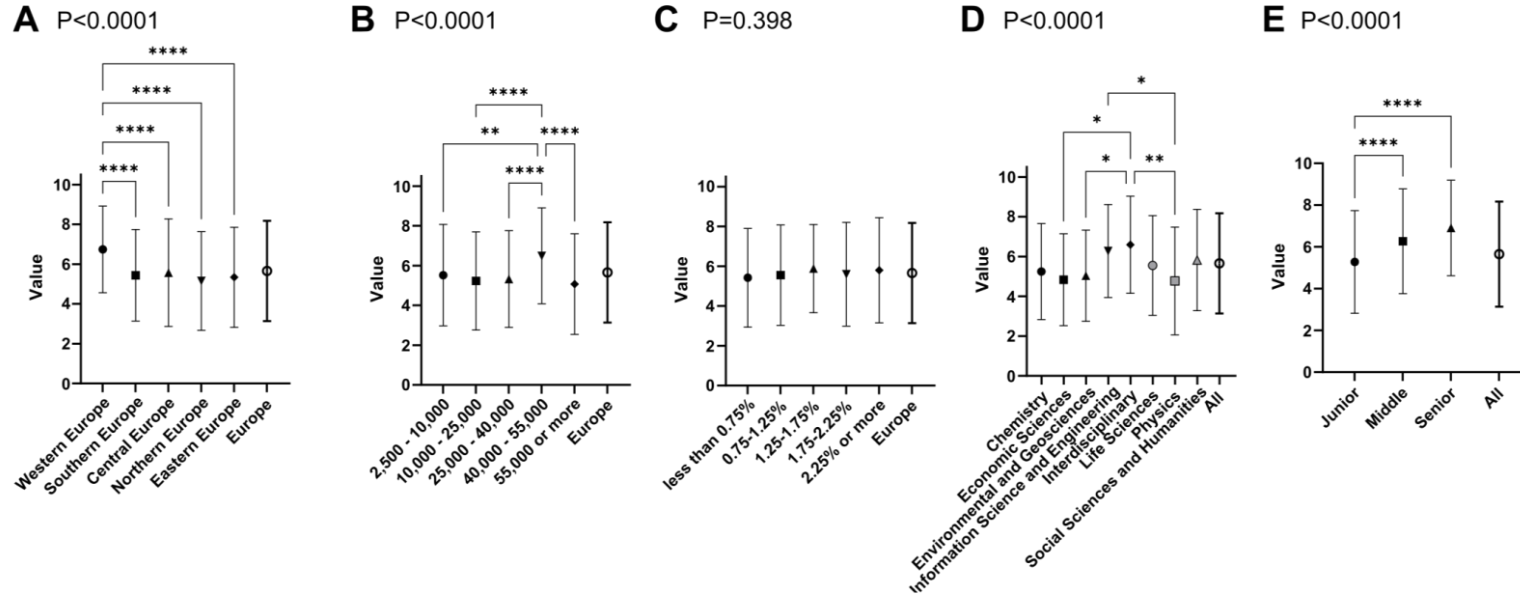 A P<0.0001
****
****
****
****
Value
10
8
6
4
2
0
Western Europe
Southern Europe
Central Europe
Northern Europe
Eastern Europe
Europe
B P<0.0001
****
** ****
****
Value
10
8
6
4
2
0
2,500 - 10,000
10,000 - 25,000
25,000 - 40,000
40,000 - 55,000
55,000 or more
Europe
C P=0.398
Value
10
8
6
4
2
0
less than 0.75%
0.75-1.25%
1.25-1.75%
1.75-2.25%
2.25% or more
Europe
D P<0.0001
*
*
* **
Value
10
8
6
4
2
0
Chemistry
Economic Sciences
Environmental and Geosciences
Information Science and Engineering
Interdisciplinary
Life Sciences
Physics
Social Sciences and Humanities
All
E P<0.0001
****
****
Value
10
8
6
4
2
0
Junior
Middle
Senior
All